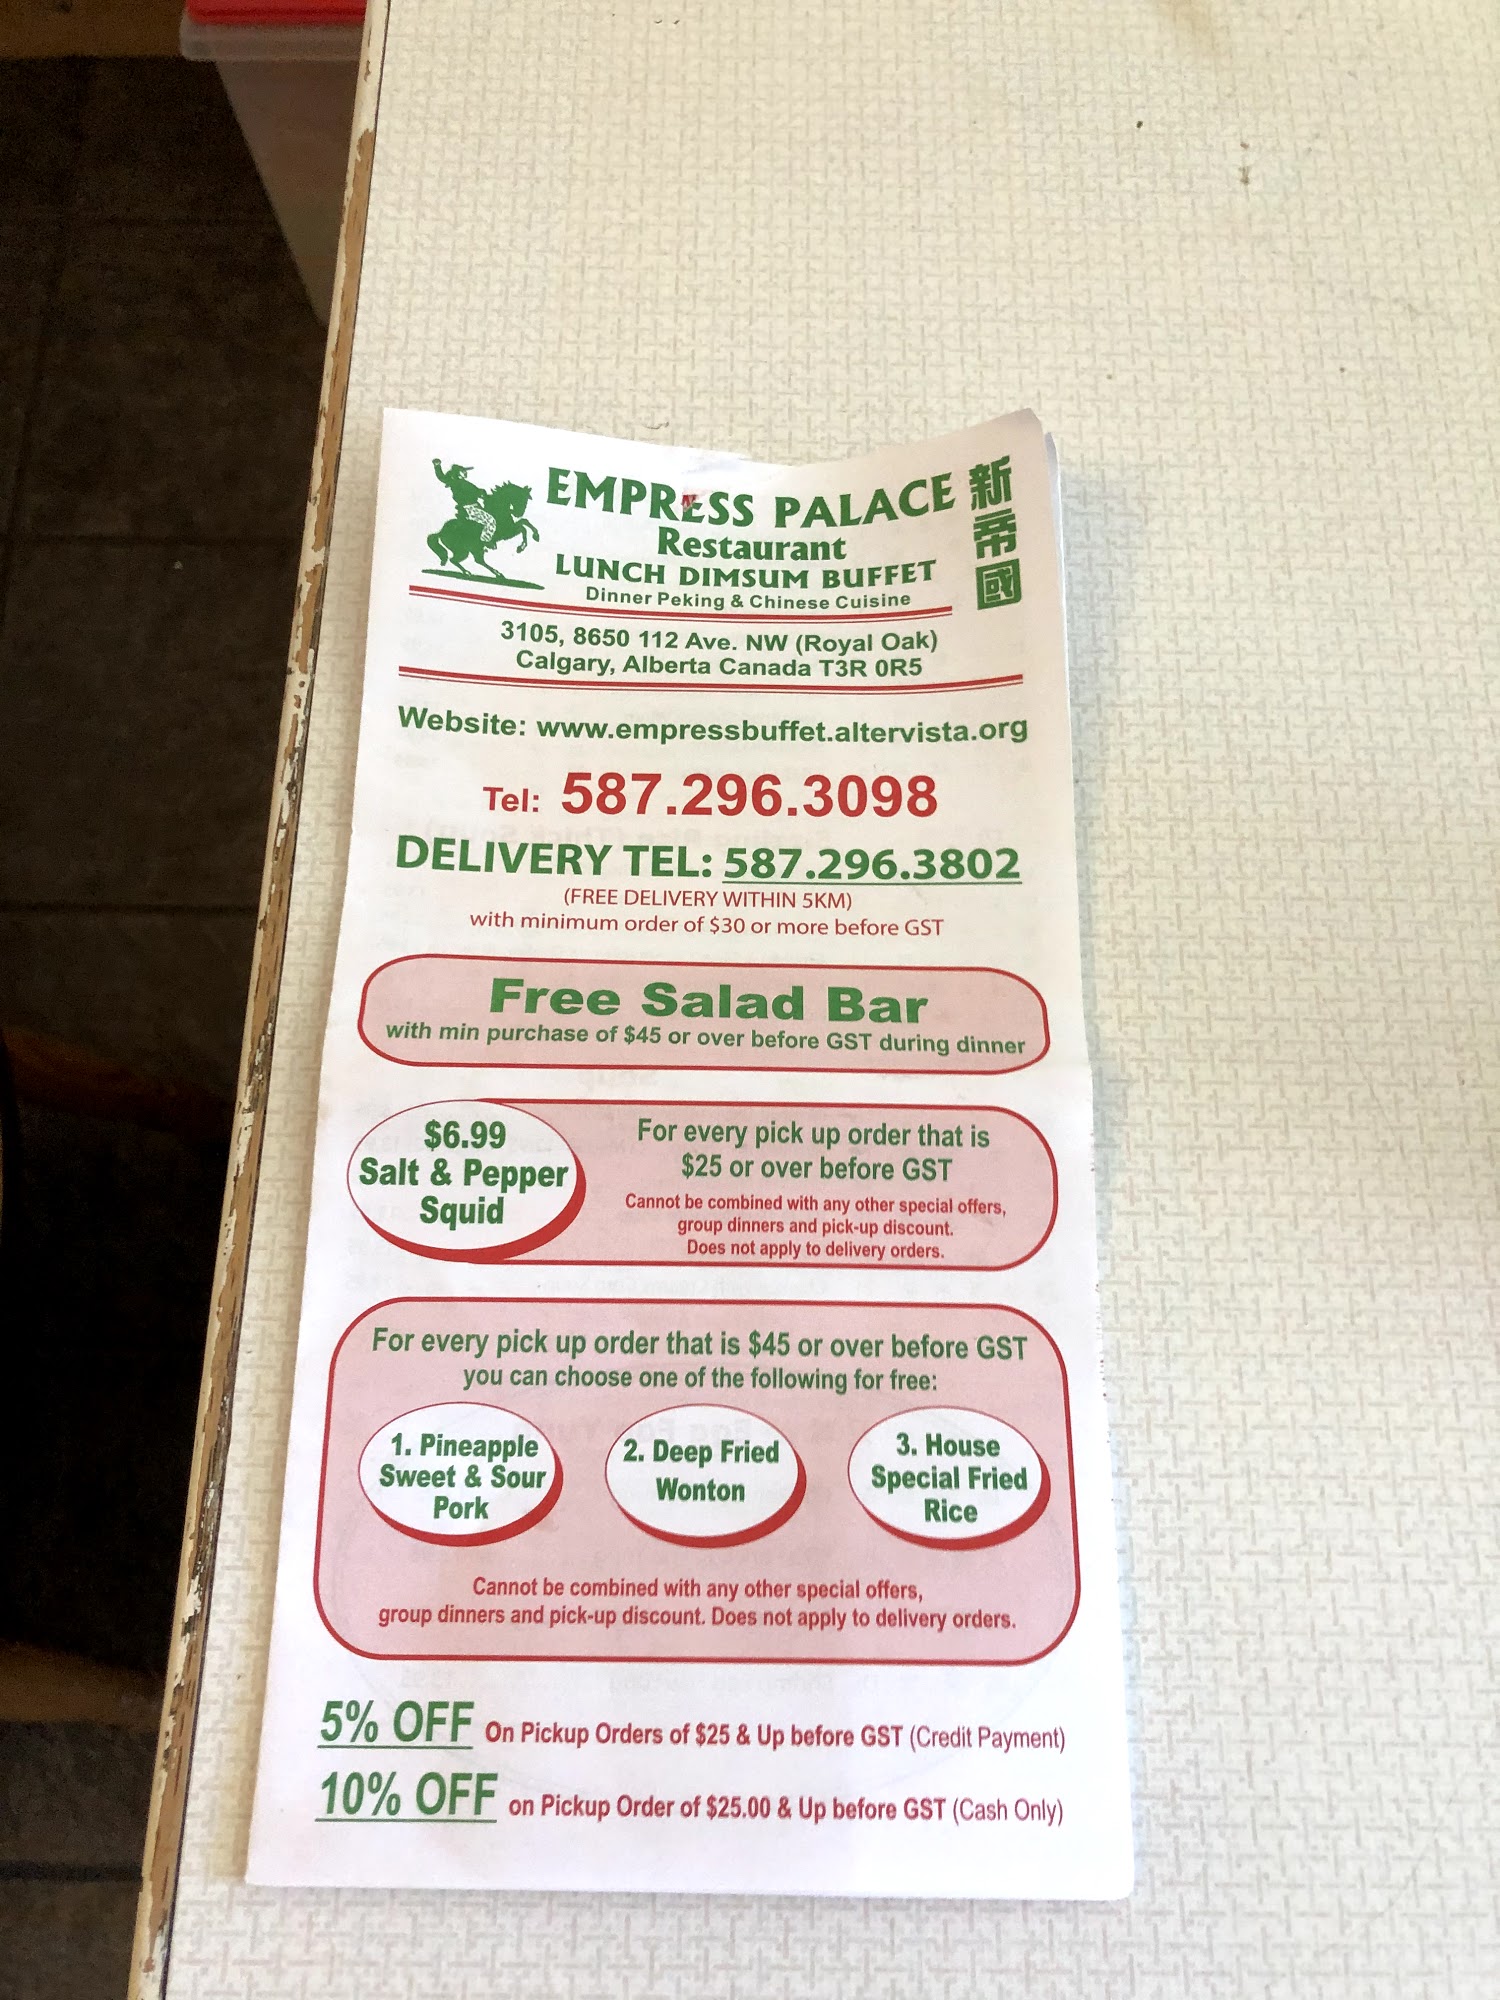 EMPRESS PALACE
新帝國
Restaurant
LUNCH DIMSUM BUFFET
Dinner Peking & Chinese Cuisine
3105, 8650 112 Ave. NW (Royal Oak)
Calgary, Alberta Canada T3R 0R5
Website: www.empressbuffet.altervista.org
Tel: 587.296.3098
DELIVERY TEL: 587.296.3802
(FREE DELIVERY WITHIN 5KM)
with minimum order of $30 or more before GST
Free Salad Bar
with min purchase of $45 or over before GST during dinner
$6.99
Salt & Pepper
Squid
For every pick up order that is
$25 or over before GST
Cannot be combined with any other special offers,
group dinners and pick-up discount.
Does not apply to delivery orders.
For every pick up order that is $45 or over before GST
you can choose one of the following for free:
1. Pineapple
Sweet & Sour
Pork
2. Deep Fried
Wonton
3. House
Special Fried
Rice
Cannot be combined with any other special offers,
group dinners and pick-up discount. Does not apply to delivery orders.
5% OFF On Pickup Orders of $25 & Up before GST (Credit Payment)
10% OFF on Pickup Order of $25.00 & Up before GST (Cash Only)